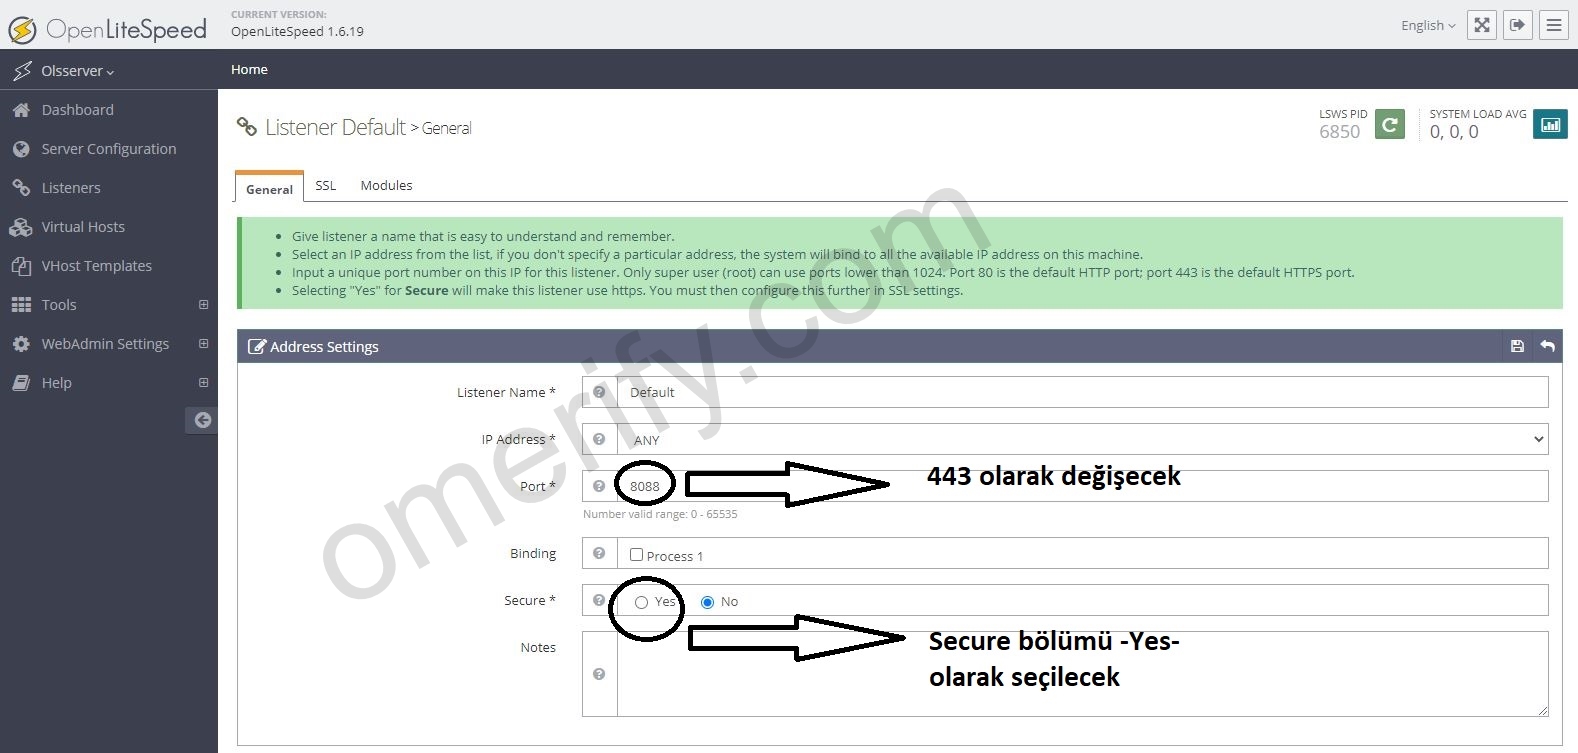 OpenLiteSpeed
CURRENT VERSION:
OpenLiteSpeed 1.6.19
English
Olsserver
Home
Dashboard
Server Configuration
Listeners
Virtual Hosts
VHost Templates
Tools
WebAdmin Settings
Help
Listener Default > General
LSWS PID
6850
SYSTEM LOAD AVG
0, 0, 0
General SSL Modules
Give listener a name that is easy to understand and remember.
Select an IP address from the list, if you don't specify a particular address, the system will bind to all the available IP address on this machine.
Input a unique port number on this IP for this listener. Only super user (root) can use ports lower than 1024. Port 80 is the default HTTP port; port 443 is the default HTTPS port.
Selecting "Yes" for Secure will make this listener use https. You must then configure this further in SSL settings.
Address Settings
Listener Name * Default
IP Address * ANY
Port * 8088
443 olarak değişecek
Number valid range: 0 - 65535
Binding Process 1
Secure * Yes No
Notes
Secure bölümü -Yes-
olarak seçilecek
omerify.com